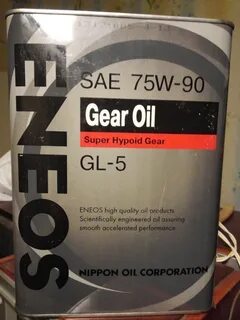 ENEOS
SAE 75W-90
Gear Oil
Super Hypoid Gear
GL-5
ENEOS high quality oil products
Scientifically engineered oil assuring
smooth accelerated performance.
NIPPON OIL CORPORATION